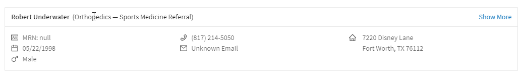 Robert Underwater (Orthopedics — Sports Medicine Referral) Show More
MRN: null (817) 214-5050 7220 Disney Lane
05/22/1998 Unknown Email Fort Worth, TX 76112
Male